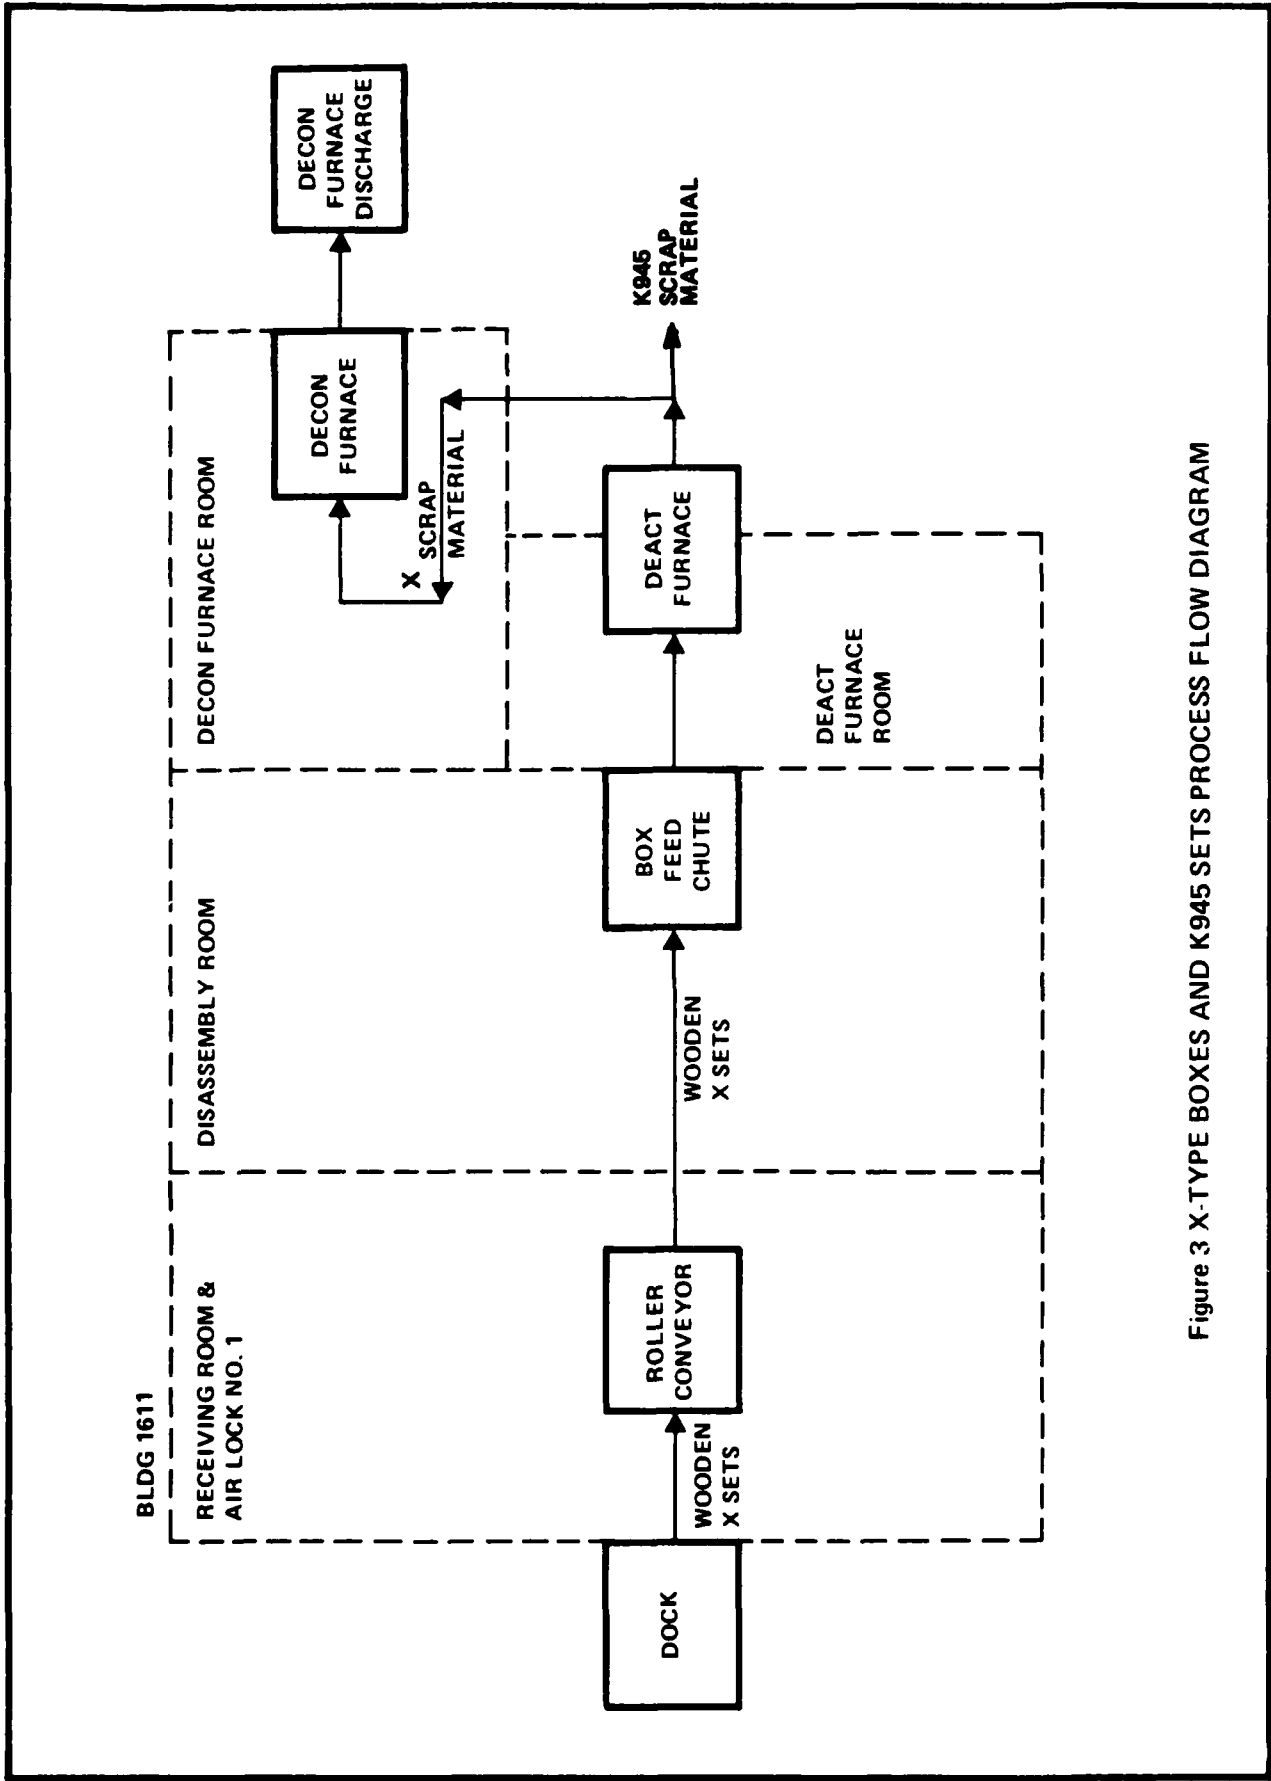 BLDG 1611
RECEIVING ROOM &
AIR LOCK NO. 1
DISASSEMBLY ROOM
DECON FURNACE ROOM
DECON
FURNACE
DECON
FURNACE
DISCHARGE
X
SCRAP
MATERIAL
DOCK
WOODEN
X SETS
ROLLER
CONVEYOR
WOODEN
X SETS
BOX
FEED
CHUTE
DEACT
FURNACE
K945
SCRAP
MATERIAL
DEACT
FURNACE
ROOM
Figure 3 X-TYPE BOXES AND K945 SETS PROCESS FLOW DIAGRAM